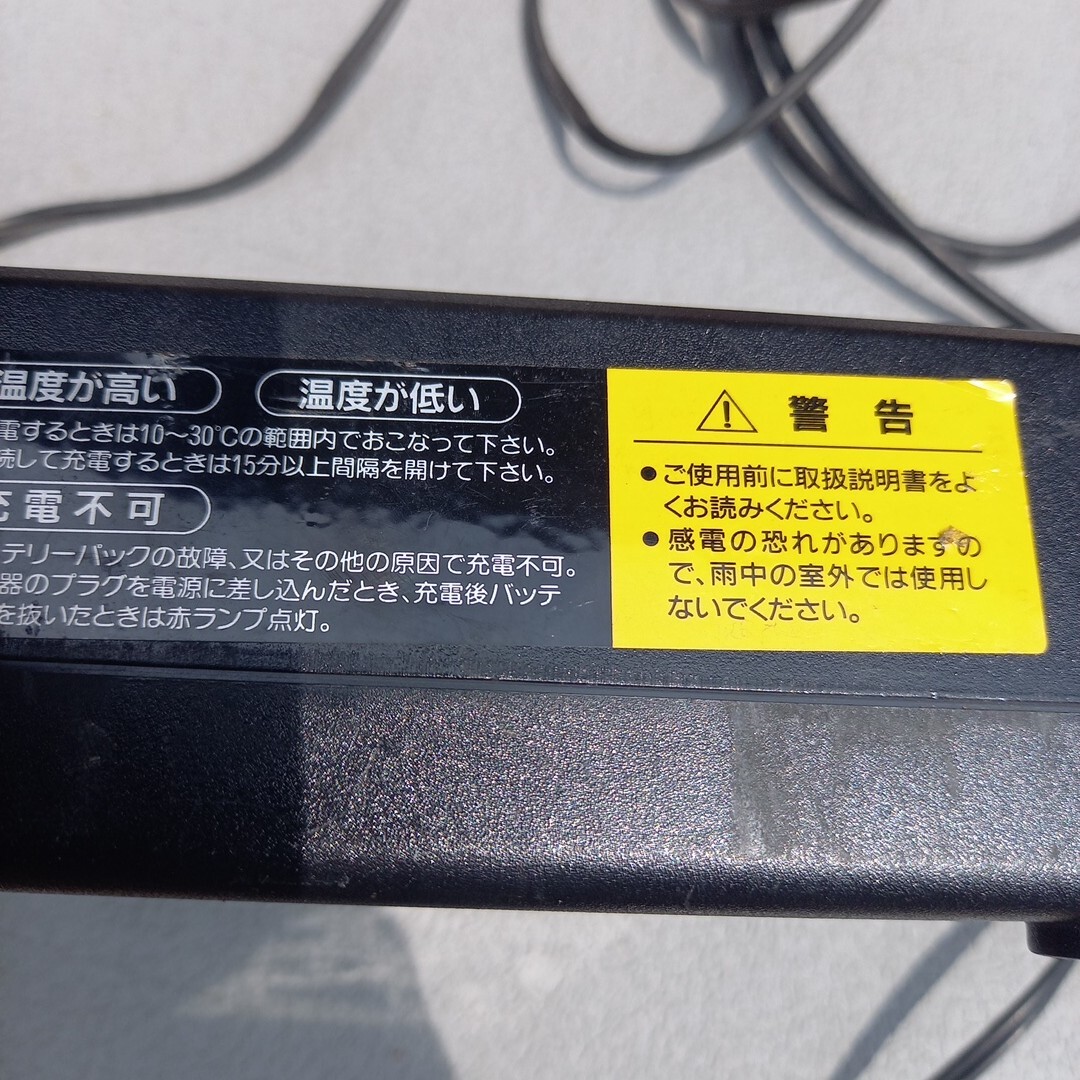 温度が高い
温度が低い
電するときは10～30℃の範囲内でおこなって下さい。
続して充電するときは15分以上間隔を開けて下さい。
充電不可
テリーパックの故障、又はその他の原因で充電不可。
器のプラグを電源に差し込んだとき、充電後バッテ
を抜いたときは赤ランプ点灯。
警告
●ご使用前に取扱説明書をよ
くお読みください。
●感電の恐れがありますの
で、雨中の室外では使用し
ないでください。